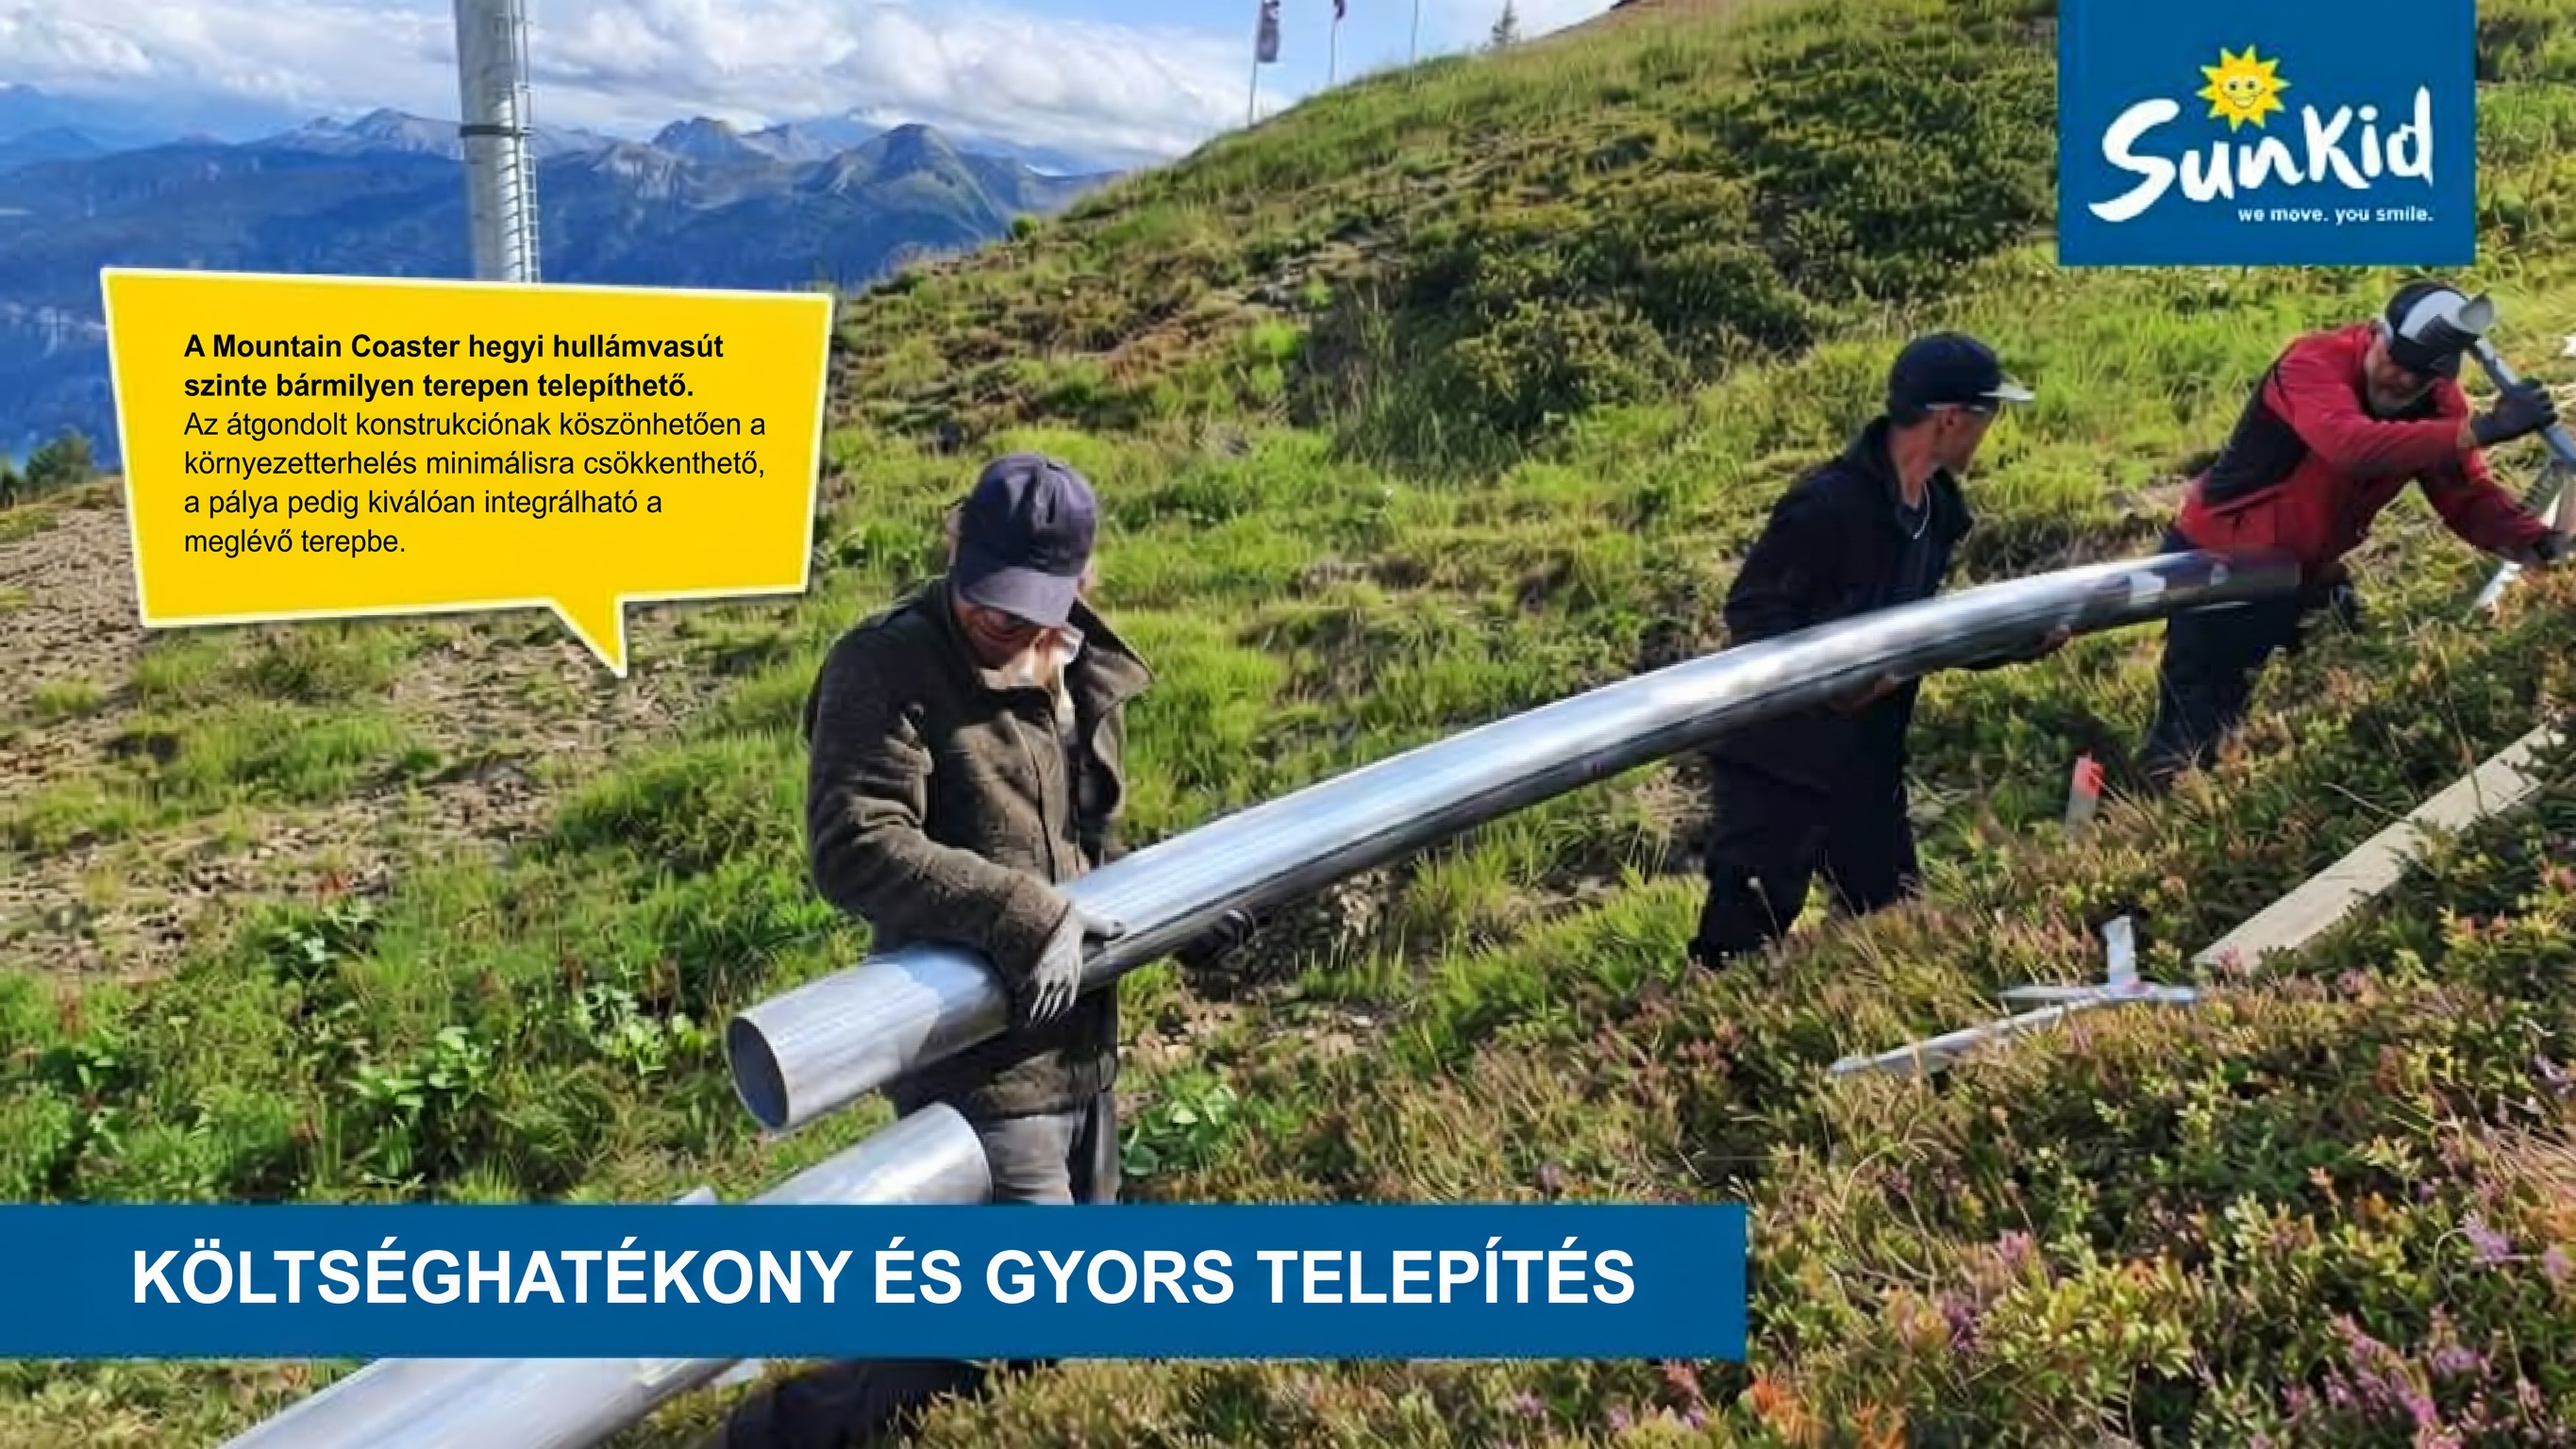 SunKid
we move. you smile.
A Mountain Coaster hegyi hullámvasút
szinte bármilyen terepen telepíthető.
Az átgondolt konstrukciónak köszönhetően a
környezetterhelés minimálisra csökkenthető,
a pálya pedig kiválóan integrálható a
meglévő terepbe.
KÖLTSÉGHATÉKONY ÉS GYORS TELEPÍTÉS